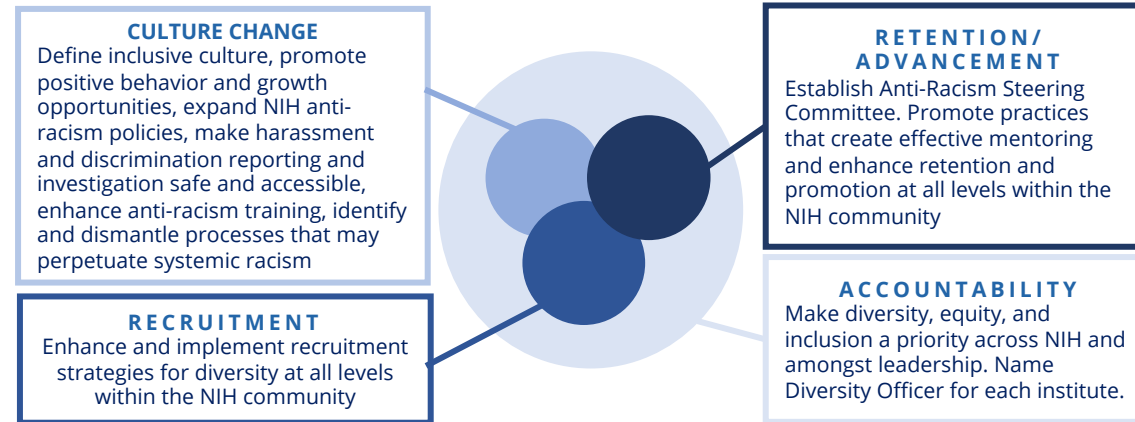 CULTURE CHANGE
Define inclusive culture, promote
positive behavior and growth
opportunities, expand NIH anti-
racism policies, make harassment
and discrimination reporting and
investigation safe and accessible,
enhance anti-racism training, identify
and dismantle processes that may
perpetuate systemic racism
RECRUITMENT
Enhance and implement recruitment
strategies for diversity at all levels
within the NIH community
RETENTION/
ADVANCEMENT
Establish Anti-Racism Steering
Committee. Promote practices
that create effective mentoring
and enhance retention and
promotion at all levels within the
NIH community
ACCOUNTABILITY
Make diversity, equity, and
inclusion a priority across NIH and
amongst leadership. Name
Diversity Officer for each institute.